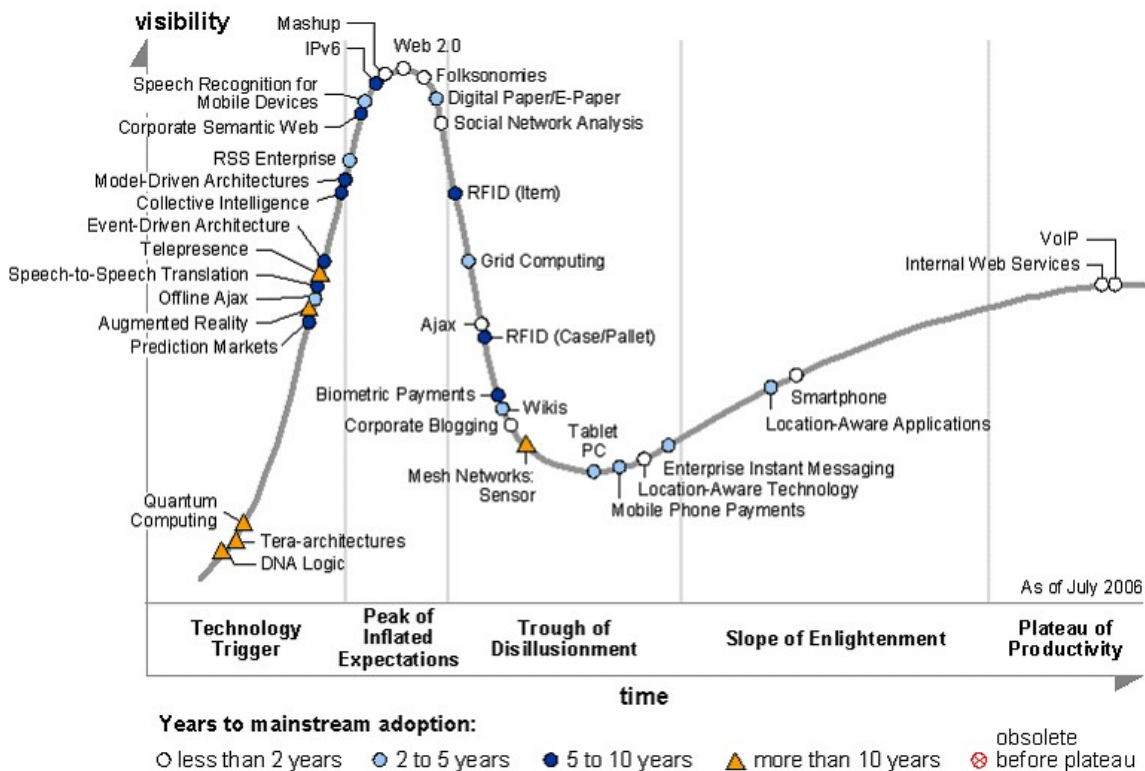 visibility
Mashup
IPv6
Web 2.0
Folksonomies
Speech Recognition for
Mobile Devices
Digital Paper/E-Paper
Corporate Semantic Web
Social Network Analysis
RSS Enterprise
Model-Driven Architectures
Collective Intelligence
RFID (Item)
Event-Driven Architecture
Telepresence
Speech-to-Speech Translation
Offline Ajax
Augmented Reality
Prediction Markets
Grid Computing
Ajax
RFID (Case/Pallet)
Biometric Payments
Wikis
Corporate Blogging
Mesh Networks:
Sensor
Tablet
PC
Enterprise Instant Messaging
Location-Aware Technology
Mobile Phone Payments
Smartphone
Location-Aware Applications
VoIP
Internal Web Services
Quantum
Computing
Tera-architectures
DNA Logic
As of July 2006
Technology
Trigger
Peak of
Inflated
Expectations
Trough of
Disillusionment
Slope of Enlightenment
Plateau of
Productivity
time
Years to mainstream adoption:
less than 2 years
2 to 5 years
5 to 10 years
more than 10 years
obsolete
before plateau